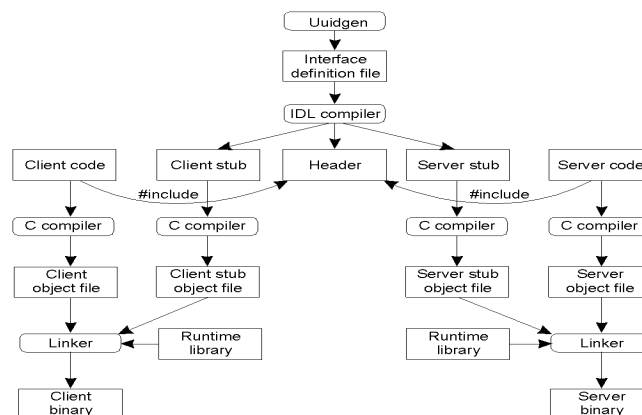 Uuidgen
Interface
definition file
IDL compiler
Client code
Client stub
Header
Server stub
Server code
#include
#include
C compiler
C compiler
C compiler
C compiler
Client
object file
Client stub
object file
Server stub
object file
Server
object file
Linker
Runtime
library
Runtime
library
Linker
Client
binary
Server
binary